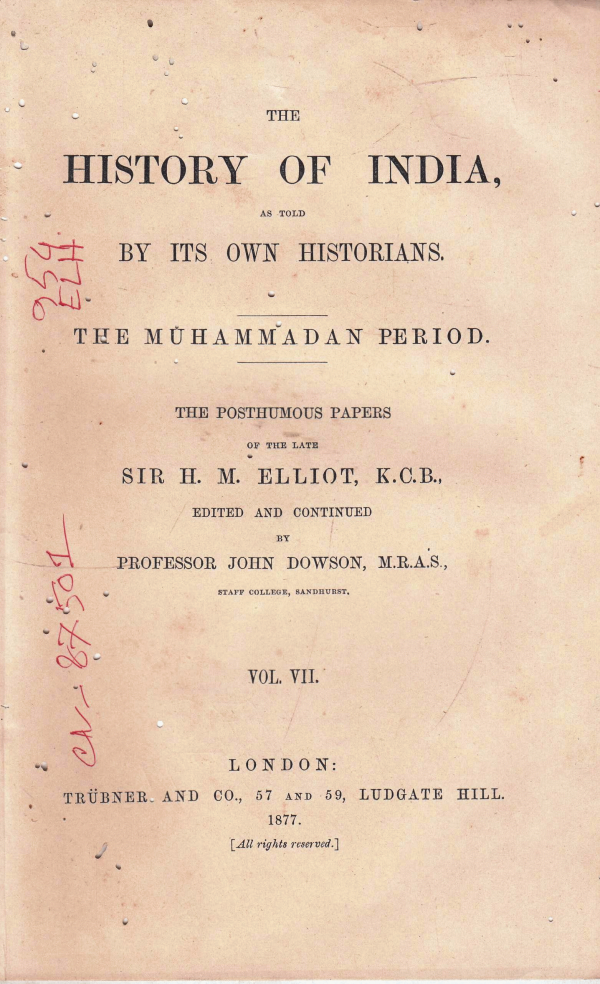 THE
HISTORY OF INDIA,
AS TOLD
BY ITS OWN HISTORIANS.
954
ELH
THE MUHAMMADAN PERIOD.
THE POSTHUMOUS PAPERS
OF THE LATE
SIR H. M. ELLIOT, K.C.B.,
EDITED AND CONTINUED
BY
PROFESSOR JOHN DOWSON, M.R.A.S.,
STAFF COLLEGE, SANDHURST.
VOL. VII.
LONDON:
TRÜBNER AND CO., 57 AND 59, LUDGATE HILL.
1877.
[All rights reserved.]